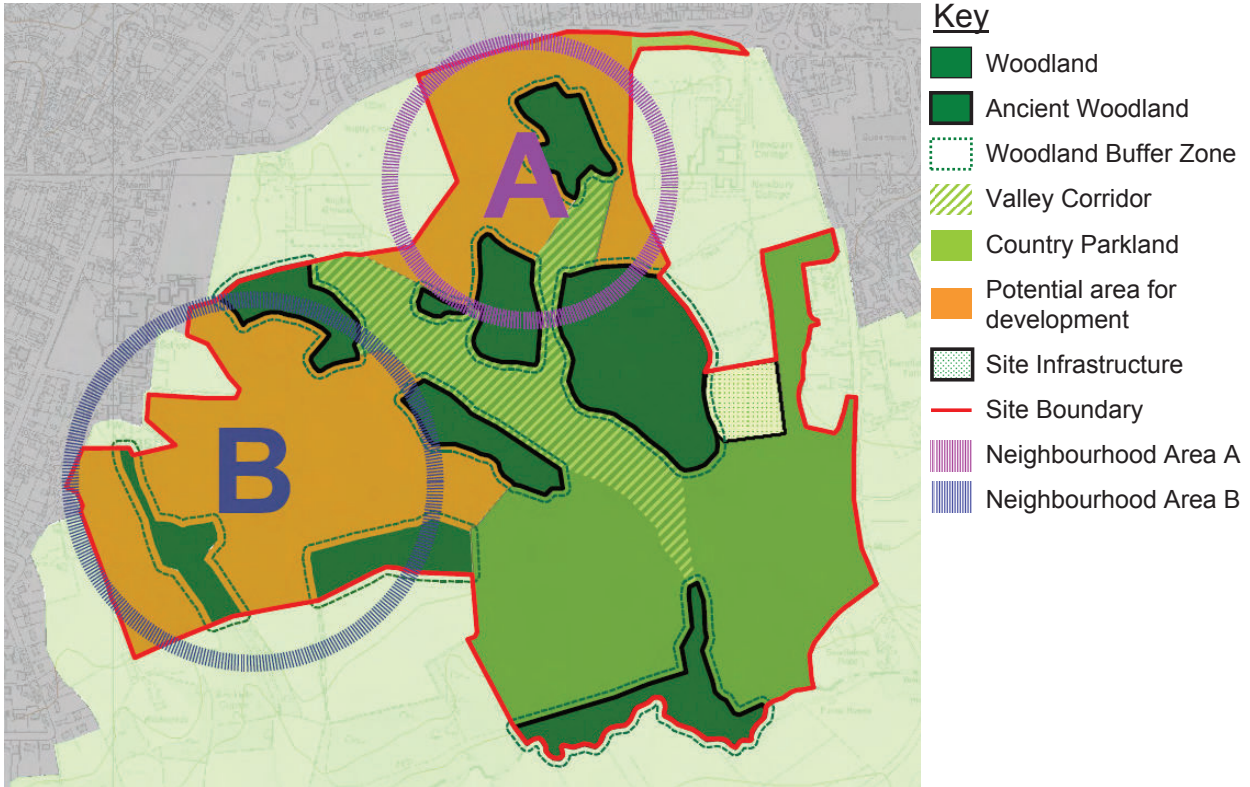 Key
Woodland
Ancient Woodland
Woodland Buffer Zone
Valley Corridor
Country Parkland
Potential area for
development
Site Infrastructure
Site Boundary
Neighbourhood Area A
Neighbourhood Area B
A
B